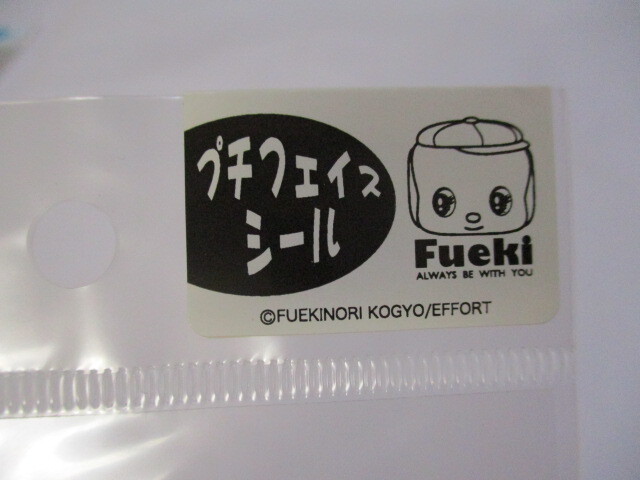 プチフェイス
シール
Fueki
ALWAYS BE WITH YOU
©FUEKINORI KOGYO/EFFORT